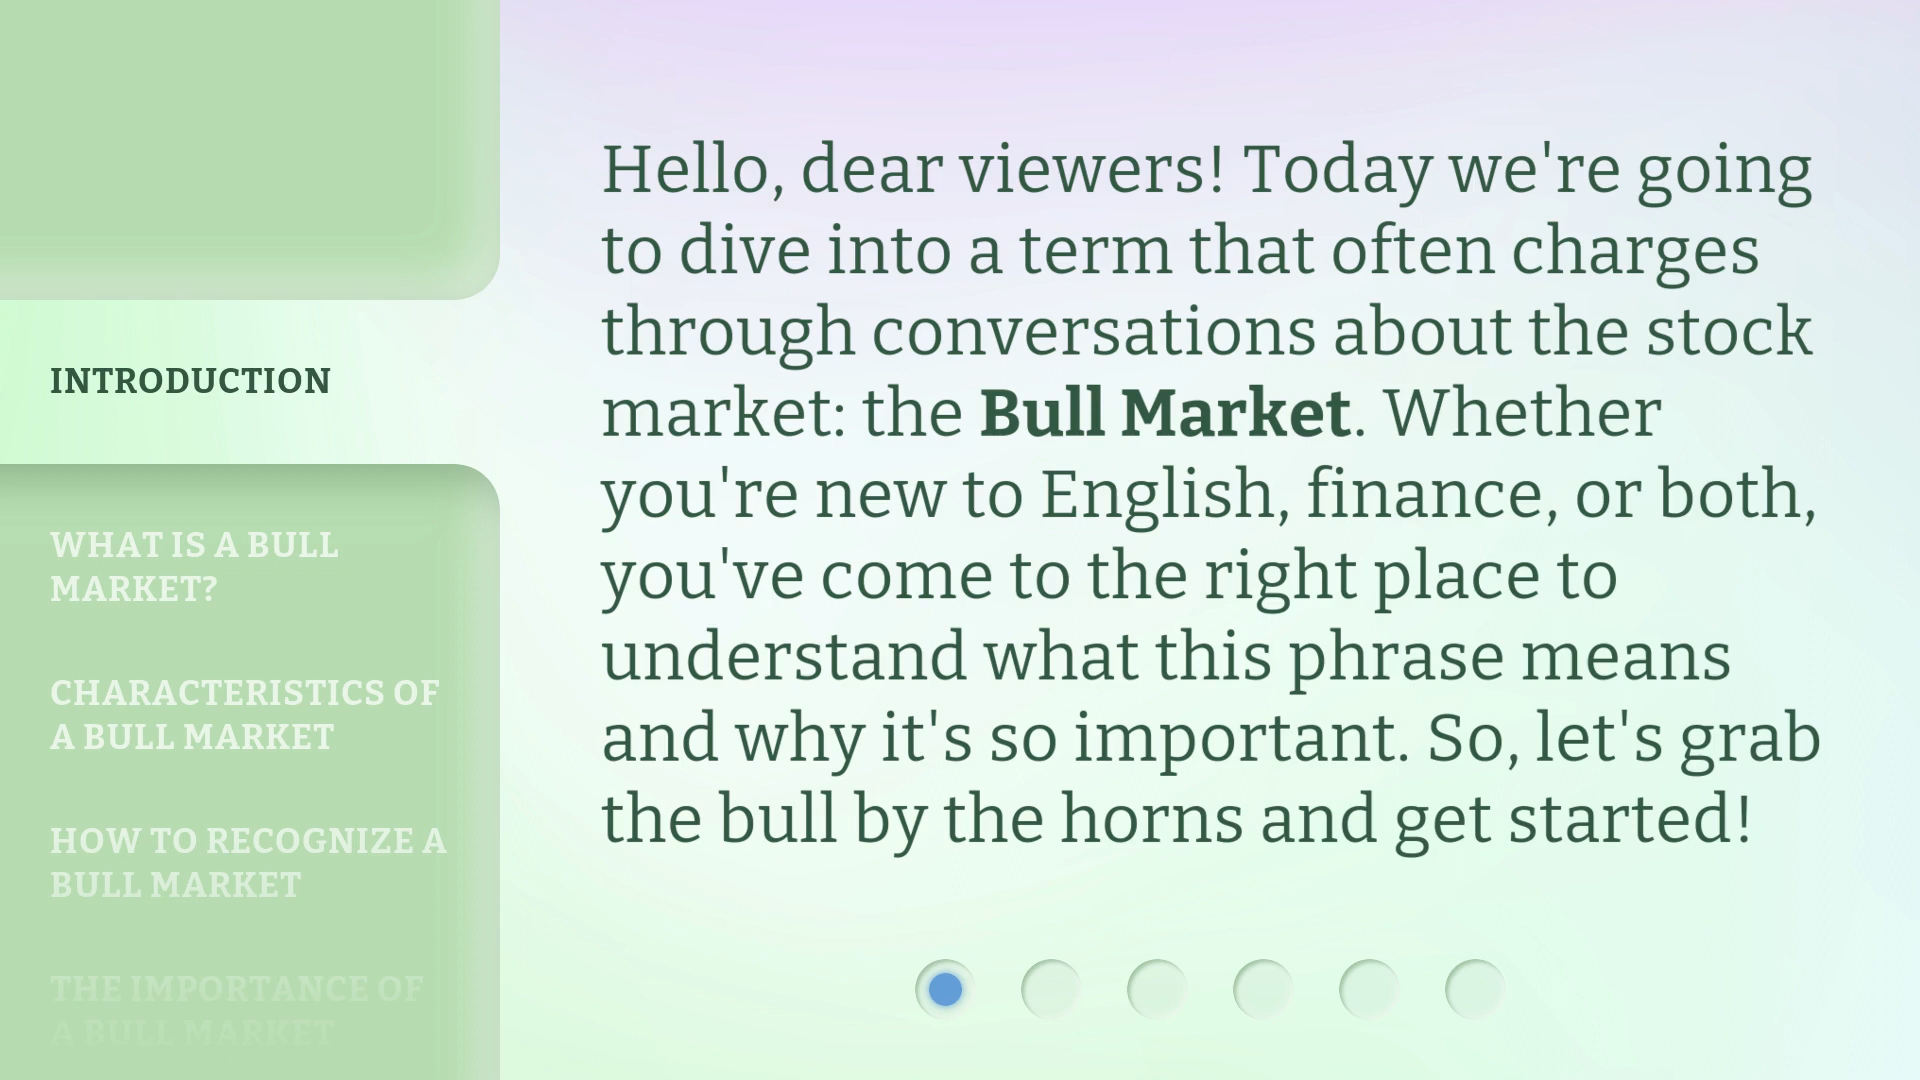 INTRODUCTION
WHAT IS A BULL
MARKET?
CHARACTERISTICS OF
A BULL MARKET
HOW TO RECOGNIZE A
BULL MARKET
THE IMPORTANCE OF
A BULL MARKET
Hello, dear viewers! Today we're going
to dive into a term that often charges
through conversations about the stock
market: the Bull Market. Whether
you're new to English, finance, or both,
you've come to the right place to
understand what this phrase means
and why it's so important. So, let's grab
the bull by the horns and get started!